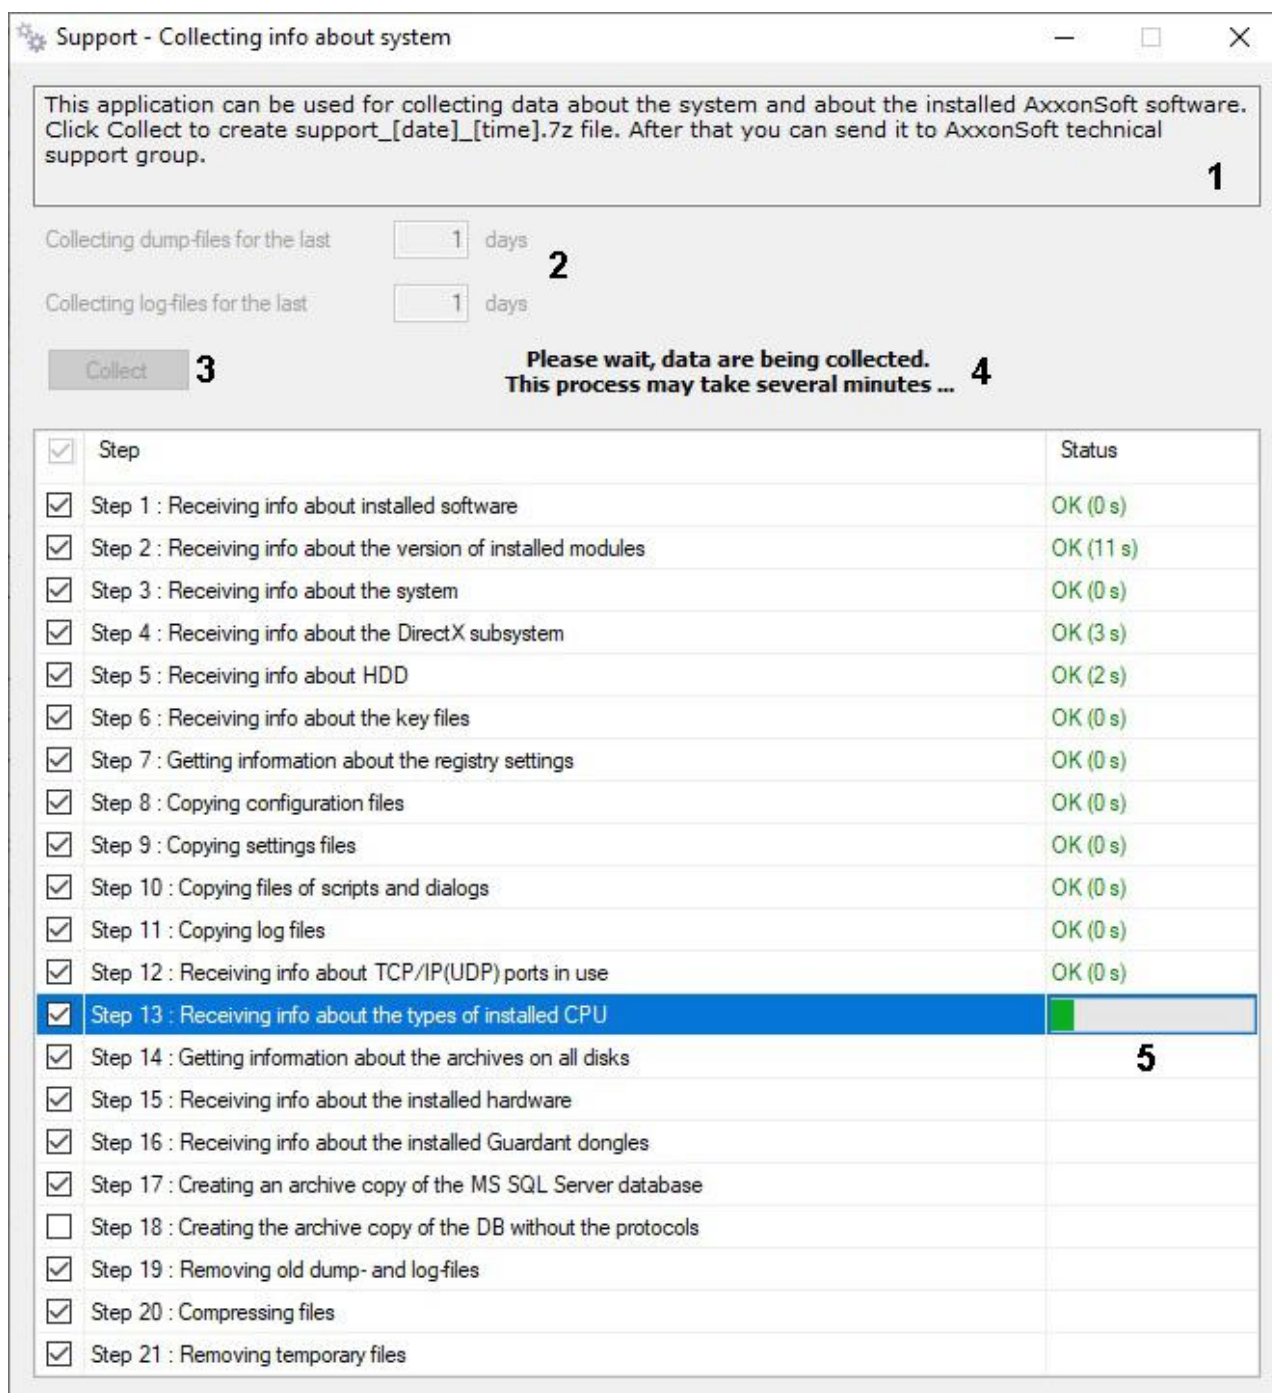 Support - Collecting info about system
This application can be used for collecting data about the system and about the installed AxxonSoft software.
Click Collect to create support_[date]_[time].7z file. After that you can send it to AxxonSoft technical
support group.
1
Collecting dump-files for the last 1 days
2
Collecting log-files for the last 1 days
Collect 3
Please wait, data are being collected.
This process may take several minutes ...
4
Step Status
Step 1 : Receiving info about installed software OK (0 s)
Step 2 : Receiving info about the version of installed modules OK (11 s)
Step 3 : Receiving info about the system OK (0 s)
Step 4 : Receiving info about the DirectX subsystem OK (3 s)
Step 5 : Receiving info about HDD OK (2 s)
Step 6 : Receiving info about the key files OK (0 s)
Step 7 : Getting information about the registry settings OK (0 s)
Step 8 : Copying configuration files OK (0 s)
Step 9 : Copying settings files OK (0 s)
Step 10 : Copying files of scripts and dialogs OK (0 s)
Step 11 : Copying log files OK (0 s)
Step 12 : Receiving info about TCP/IP(UDP) ports in use OK (0 s)
Step 13 : Receiving info about the types of installed CPU
Step 14 : Getting information about the archives on all disks 5
Step 15 : Receiving info about the installed hardware
Step 16 : Receiving info about the installed Guardant dongles
Step 17 : Creating an archive copy of the MS SQL Server database
Step 18 : Creating the archive copy of the DB without the protocols
Step 19 : Removing old dump- and log-files
Step 20 : Compressing files
Step 21 : Removing temporary files